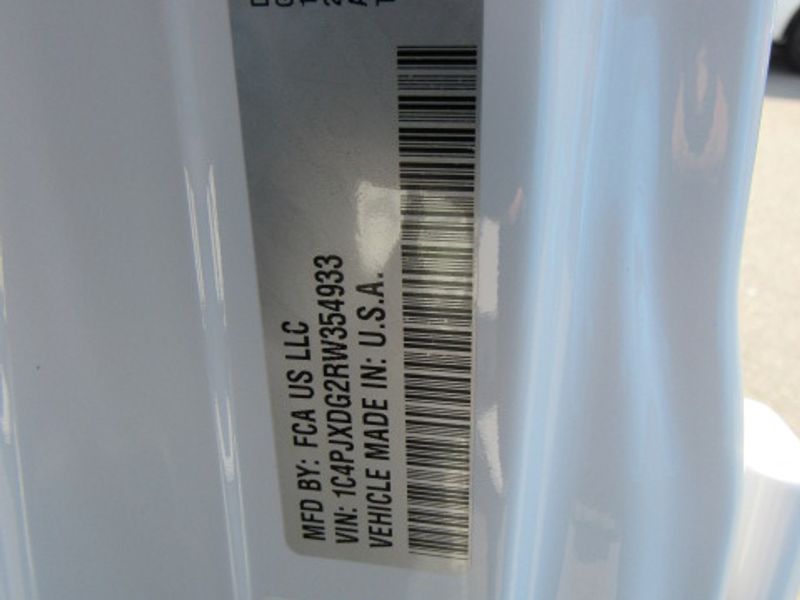 MFD BY: FCA US LLC
VIN: 1C4PJXDG2RW354933
VEHICLE MADE IN: U.S.A.